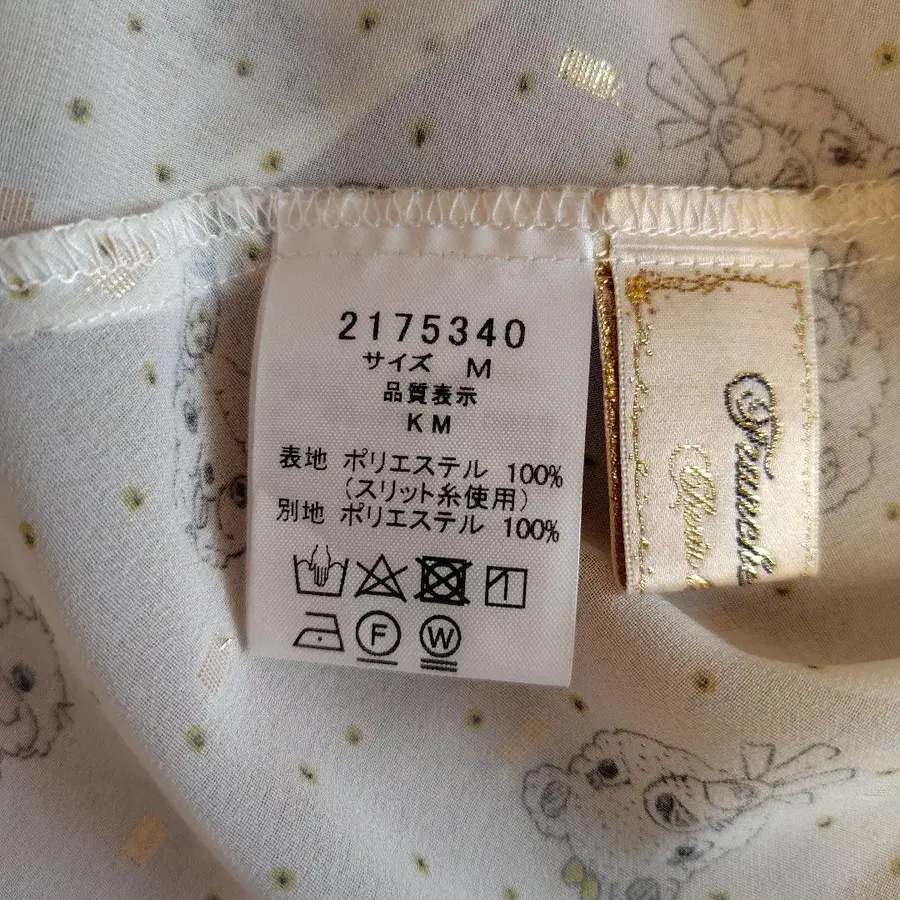 2175340
サイズ M
品質表示
KM
表地 ポリエステル 100%
(スリット糸使用)
別地 ポリエステル 100%
F
W
Franche